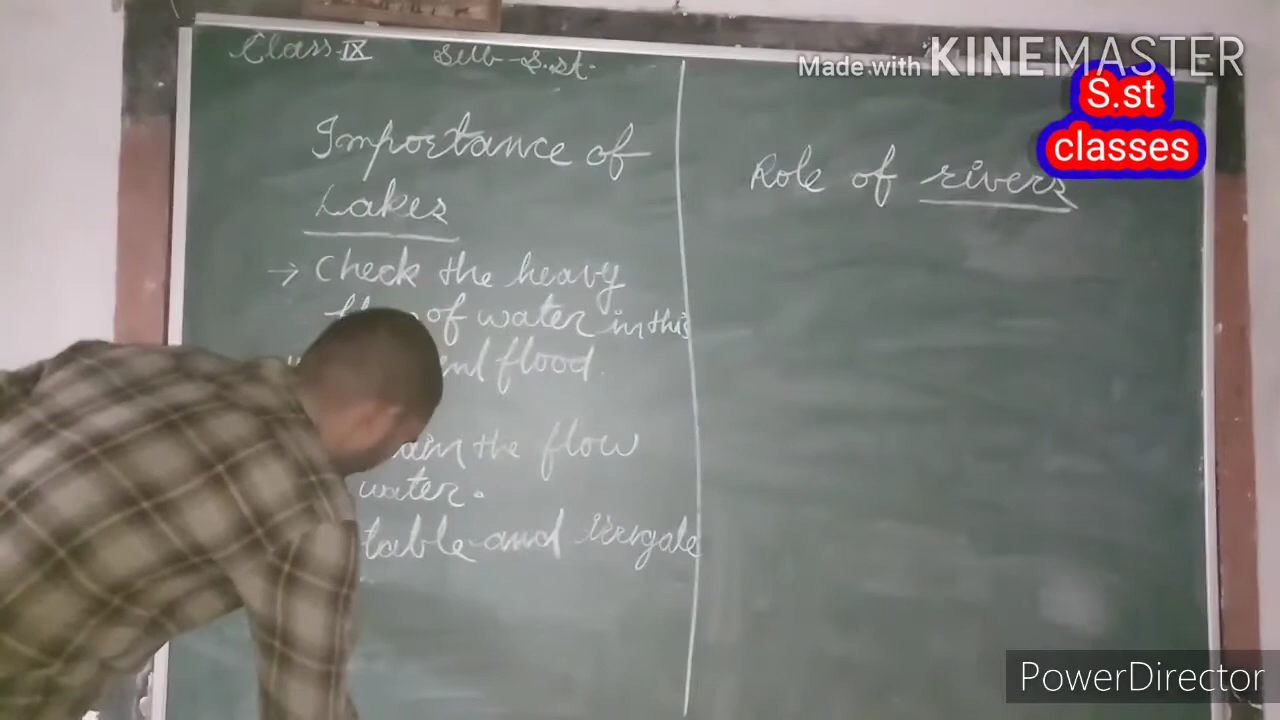 Class-IX Sub-S.st.
Importance of
Lakes
→ Check the heavy
of water in this
flood.
the flow
water.
table and irrigate
Role of rivers
Made with KINEMASTER
S.st
classes
PowerDirector